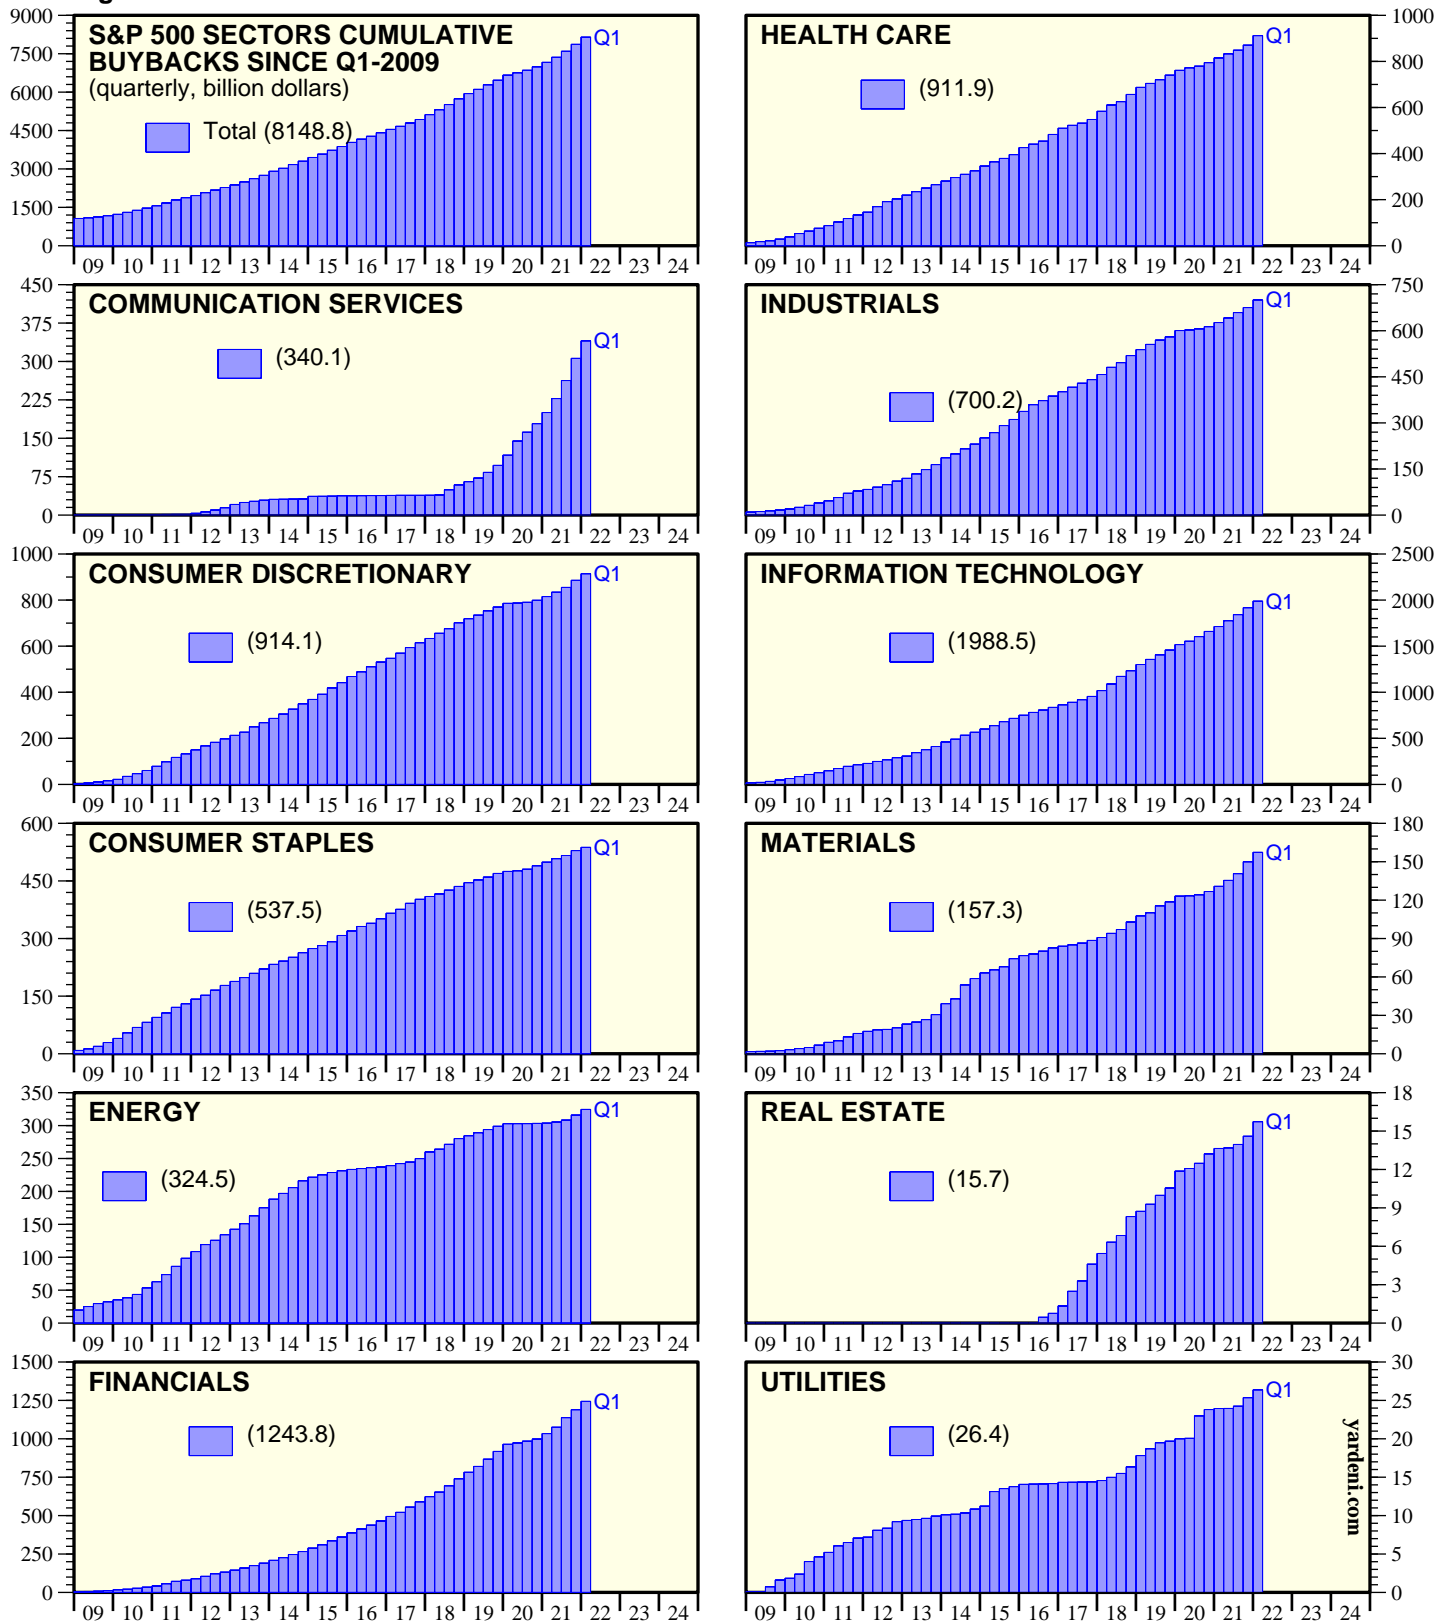 9000
7500
6000
4500
3000
1500
0
S&P 500 SECTORS CUMULATIVE
BUYBACKS SINCE Q1-2009
(quarterly, billion dollars)
Total (8148.8)
Q1
09 10 11 12 13 14 15 16 17 18 19 20 21 22 23 24
HEALTH CARE
(911.9)
Q1
1000
800
600
400
200
0
09 10 11 12 13 14 15 16 17 18 19 20 21 22 23 24
450
375
300
225
150
75
0
COMMUNICATION SERVICES
(340.1)
Q1
09 10 11 12 13 14 15 16 17 18 19 20 21 22 23 24
INDUSTRIALS
(700.2)
Q1
750
600
450
300
150
0
09 10 11 12 13 14 15 16 17 18 19 20 21 22 23 24
1000
800
600
400
200
0
CONSUMER DISCRETIONARY
(914.1)
Q1
09 10 11 12 13 14 15 16 17 18 19 20 21 22 23 24
INFORMATION TECHNOLOGY
(1988.5)
Q1
2500
2000
1500
1000
500
0
09 10 11 12 13 14 15 16 17 18 19 20 21 22 23 24
600
450
300
150
0
CONSUMER STAPLES
(537.5)
Q1
09 10 11 12 13 14 15 16 17 18 19 20 21 22 23 24
MATERIALS
(157.3)
Q1
180
150
120
90
60
30
0
09 10 11 12 13 14 15 16 17 18 19 20 21 22 23 24
350
300
250
200
150
100
50
0
ENERGY
(324.5)
Q1
09 10 11 12 13 14 15 16 17 18 19 20 21 22 23 24
REAL ESTATE
(15.7)
Q1
18
15
12
9
6
3
0
09 10 11 12 13 14 15 16 17 18 19 20 21 22 23 24
1500
1250
1000
750
500
250
0
FINANCIALS
(1243.8)
Q1
09 10 11 12 13 14 15 16 17 18 19 20 21 22 23 24
UTILITIES
(26.4)
Q1
30
25
20
15
10
5
0
yardeni.com
09 10 11 12 13 14 15 16 17 18 19 20 21 22 23 24